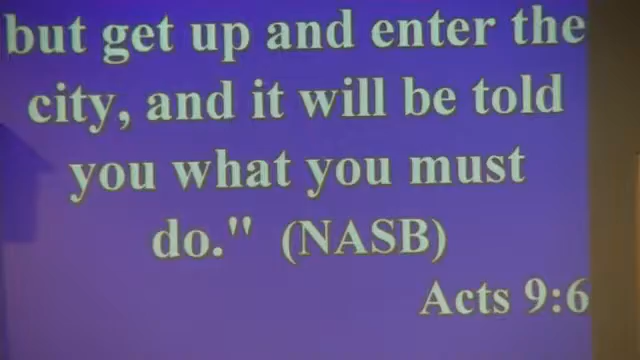 but get up and enter the
city, and it will be told
you what you must
do." (NASB)
Acts 9:6